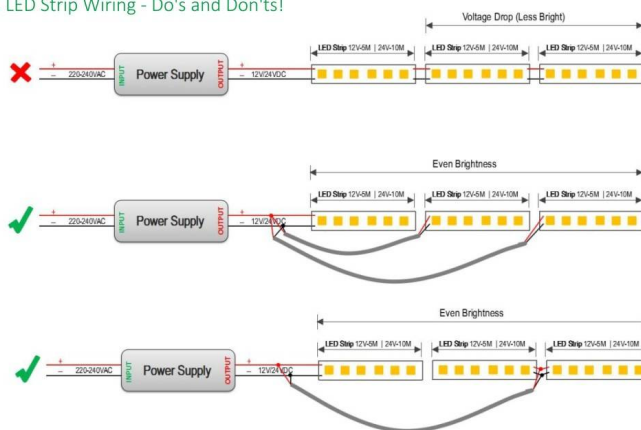 LED Strip Wiring - Do's and Don'ts!
Voltage Drop (Less Bright)
LED Strip 12V-5M | 24V-10M
LED Strip 12V-5M | 24V-10M
LED Strip 12V-5M | 24V-10M
+
– 220-240VAC
INPUT
Power Supply
OUTPUT
+
– 12V/24VDC
Even Brightness
LED Strip 12V-5M | 24V-10M
LED Strip 12V-5M | 24V-10M
LED Strip 12V-5M | 24V-10M
+
– 220-240VAC
INPUT
Power Supply
OUTPUT
+
– 12V/24VDC
Even Brightness
LED Strip 12V-5M | 24V-10M
LED Strip 12V-5M | 24V-10M
LED Strip 12V-5M | 24V-10M
+
– 220-240VAC
INPUT
Power Supply
OUTPUT
+
– 12V/24VDC